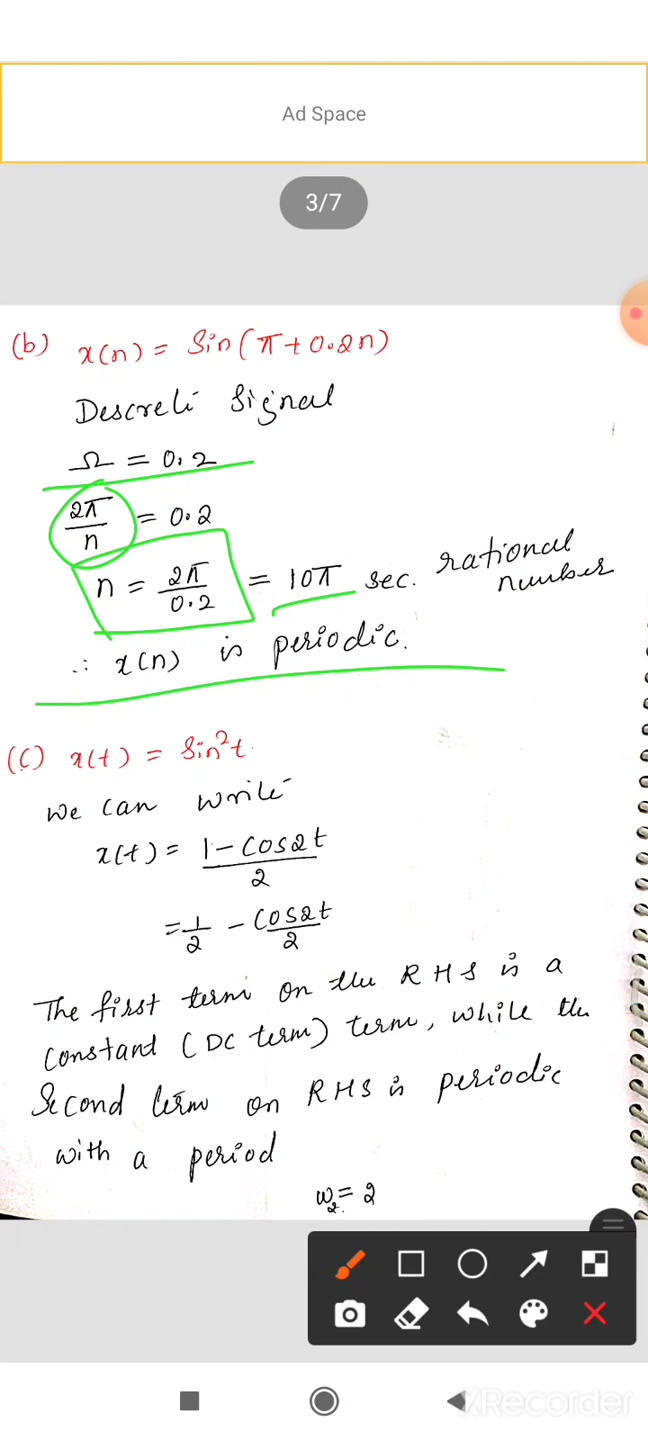 Ad Space
3/7
(b) x(n) = Sin(π+0.2n)
Descreti Signal
Ω = 0.2
2π/n = 0.2
n = 2π/0.2 = 10π sec. rational number
∴ x(n) is periodic.
(C) x(t) = Sin²t.
we can write
x(t) = 1-Cos2t/2
= 1/2 - Cos2t/2
The first term on the RHS is a
constant (DC term) term, while the
Second term on RHS is periodic
with a period
ω₂ = 2
XRecorder